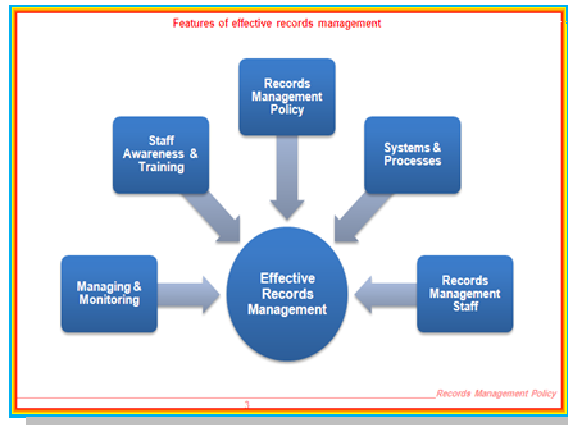 Features of effective records management
Records
Management
Policy
Staff
Awareness &
Training
Systems &
Processes
Managing &
Monitoring
Effective
Records
Management
Records
Management
Staff
Records Management Policy
1